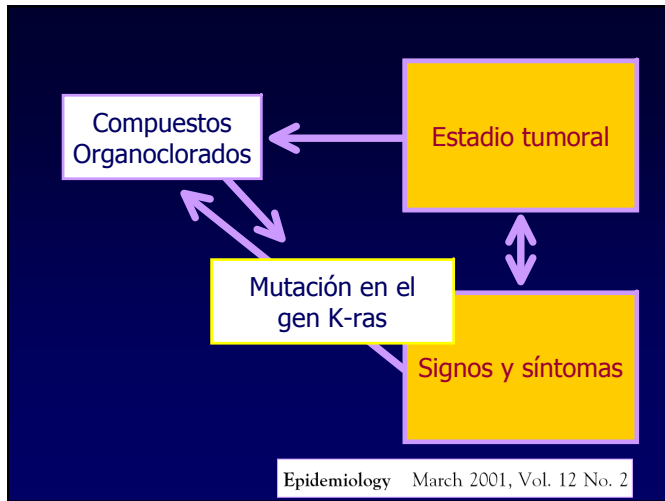 Compuestos
Organoclorados
Estadio tumoral
Mutación en el
gen K-ras
Signos y síntomas
Epidemiology March 2001, Vol. 12 No. 2